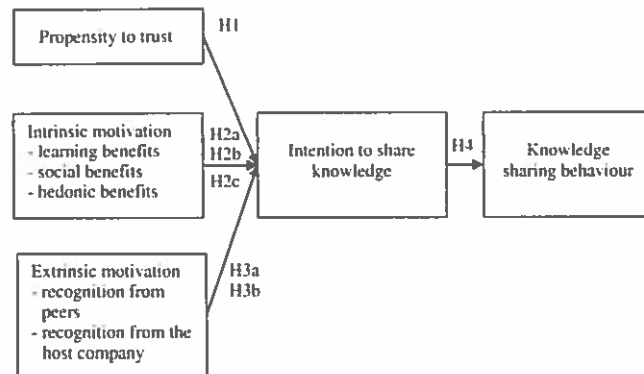 Propensity to trust
H1
Intrinsic motivation
- learning benefits
- social benefits
- hedonic benefits
H2a
H2b
H2c
Intention to share
knowledge
H4
Knowledge
sharing behaviour
Extrinsic motivation
- recognition from
peers
- recognition from the
host company
H3a
H3b